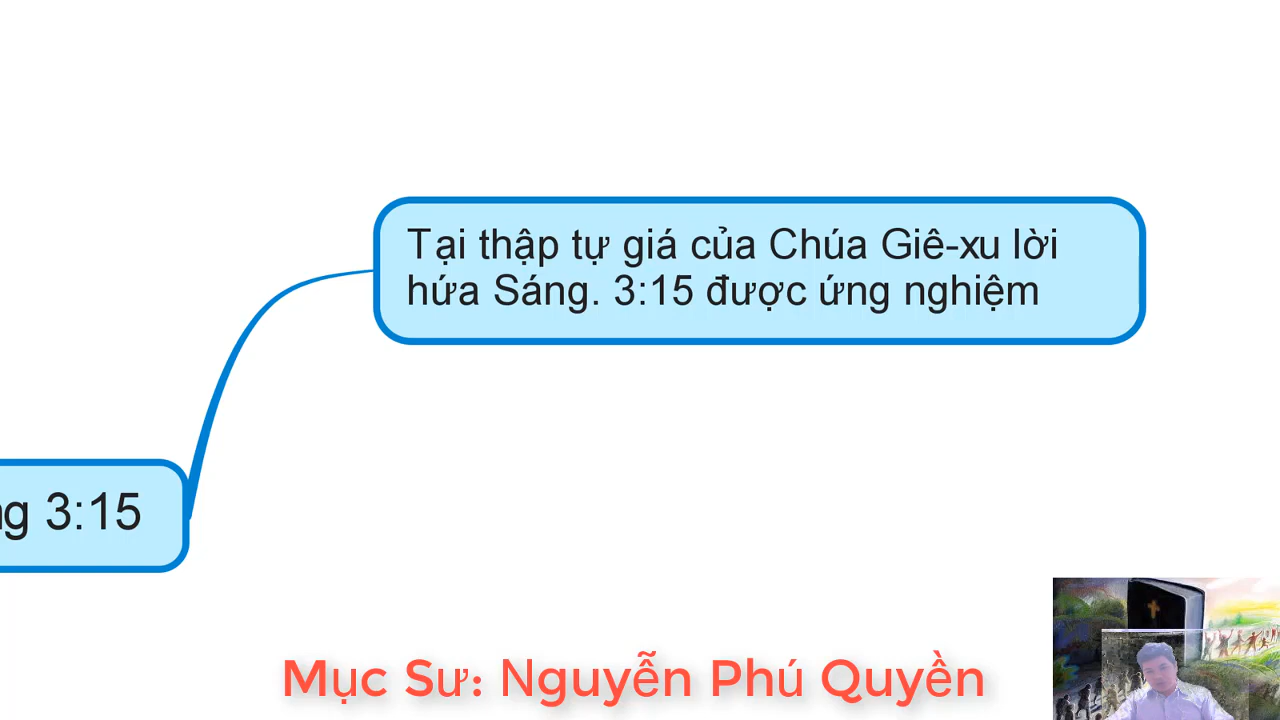 Tại thập tự giá của Chúa Giê-xu lời
hứa Sáng. 3:15 được ứng nghiệm
3:15
Mục Sư: Nguyễn Phú Quyền